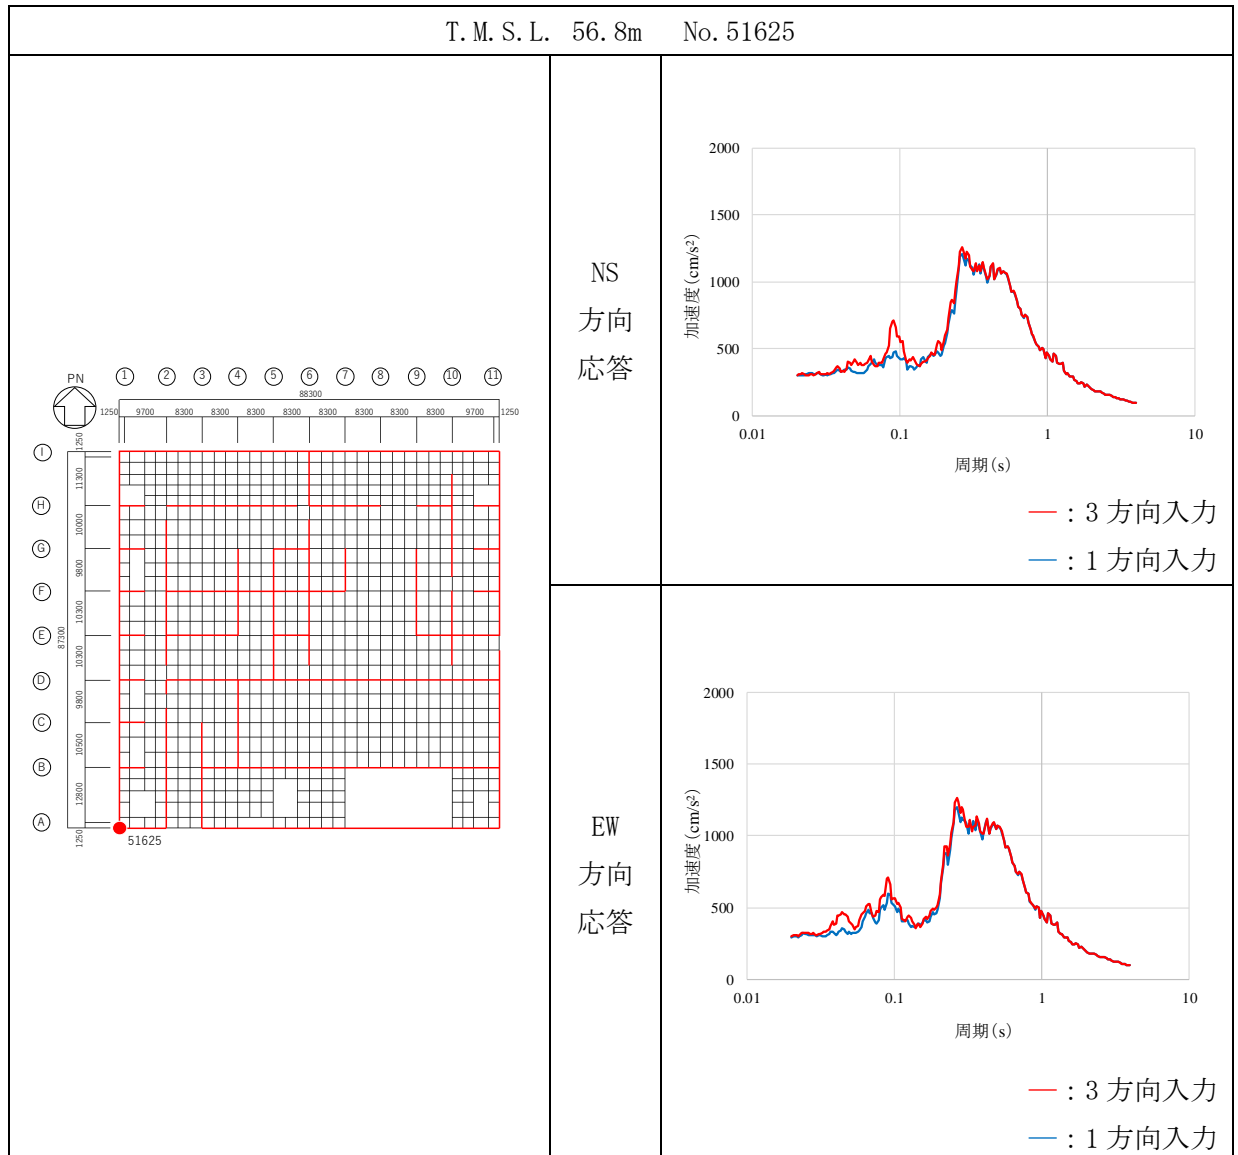 T.M.S.L. 56.8m No.51625
PN
1 2 3 4 5 6 7 8 9 10 11
88300
1250 9700 8300 8300 8300 8300 8300 8300 8300 8300 9700 1250
I
H
G
F
E
D
C
B
A
87300
1250
11300
10000
9800
10300
10300
9800
10500
12800
1250
51625
NS
方向
応答
加速度(cm/s²)
2000
1500
1000
500
0
0.01 0.1 1 10
周期(s)
:3方向入力
:1方向入力
EW
方向
応答
加速度(cm/s²)
2000
1500
1000
500
0
0.01 0.1 1 10
周期(s)
:3方向入力
:1方向入力